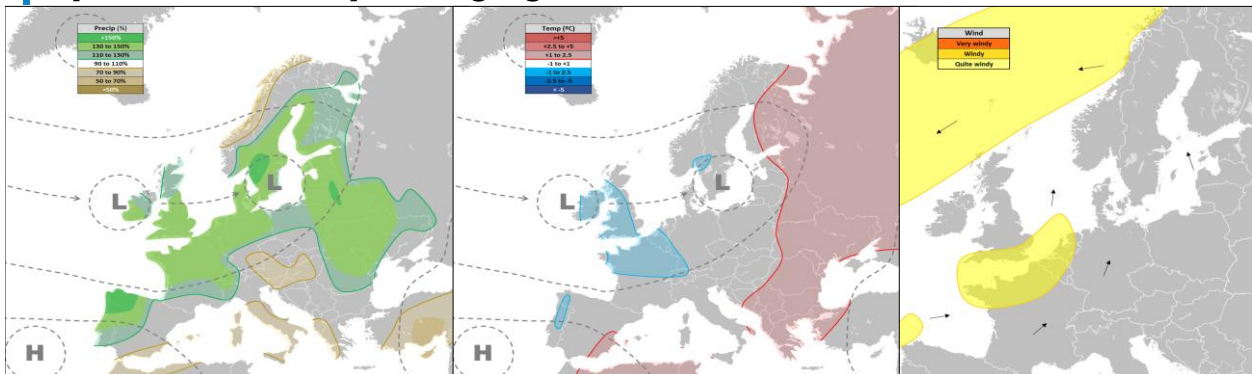 Precip (%)
>150%
130 to 150%
110 to 130%
90 to 110%
70 to 90%
50 to 70%
<50%
L
L
H
Temp (ºC)
>+5
+2.5 to +5
+1 to 2.5
-1 to +1
-1 to 2.5
-2.5 to -5
< -5
L
L
H
Wind
Very windy
Windy
Quite windy